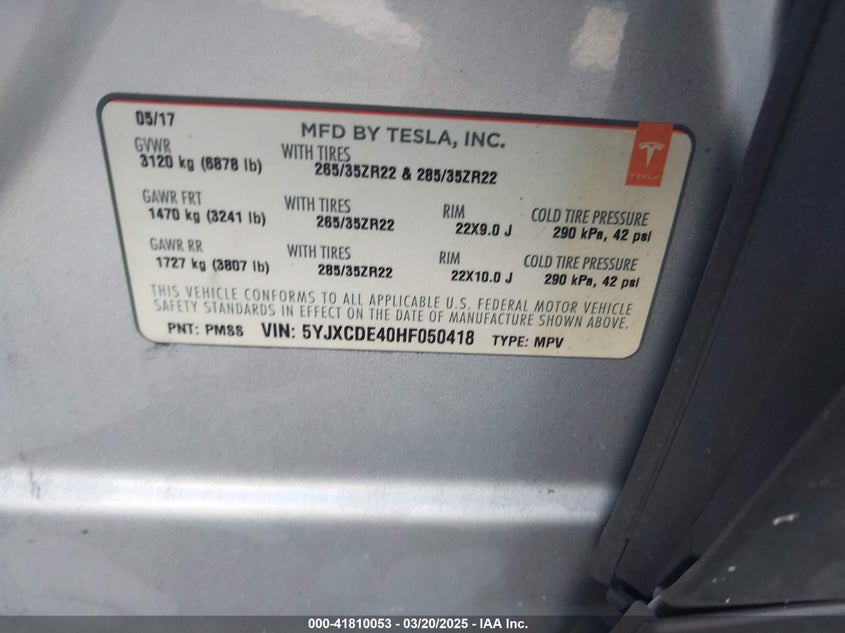 05/17
MFD BY TESLA, INC.
GVWR
3120 kg (6878 lb)
WITH TIRES
265/35ZR22 & 285/35ZR22
TESLA
GAWR FRT
1470 kg (3241 lb)
WITH TIRES
265/35ZR22
RIM
22X9.0 J
COLD TIRE PRESSURE
290 kPa, 42 psi
GAWR RR
1727 kg (3807 lb)
WITH TIRES
285/35ZR22
RIM
22X10.0 J
COLD TIRE PRESSURE
290 kPa, 42 psi
THIS VEHICLE CONFORMS TO ALL APPLICABLE U.S. FEDERAL MOTOR VEHICLE
SAFETY STANDARDS IN EFFECT ON THE DATE OF MANUFACTURE SHOWN ABOVE.
PNT: PMSS VIN: 5YJXCDE40HF050418 TYPE: MPV
000-41810053 - 03/20/2025 - IAA Inc.